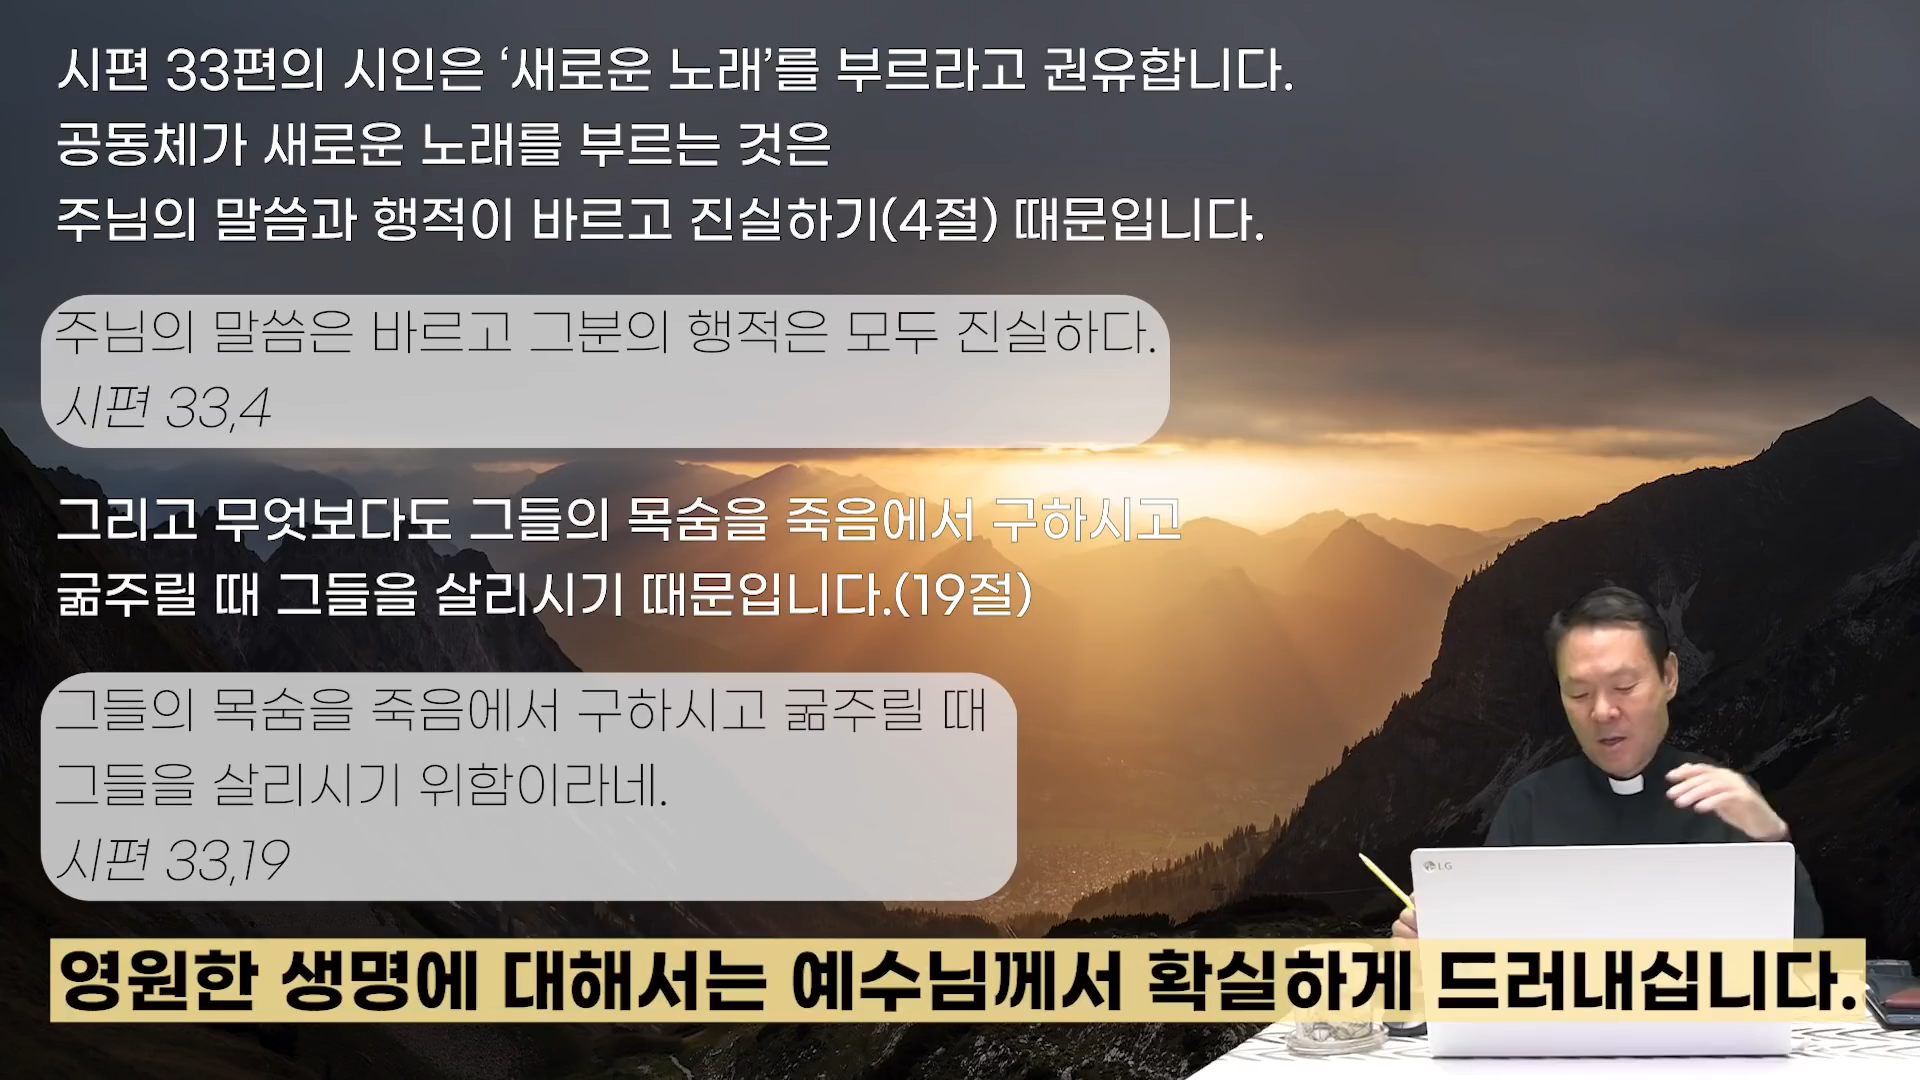 시편 33편의 시인은 ‘새로운 노래’를 부르라고 권유합니다.
공동체가 새로운 노래를 부르는 것은
주님의 말씀과 행적이 바르고 진실하기(4절) 때문입니다.
주님의 말씀은 바르고 그분의 행적은 모두 진실하다.
시편 33,4
그리고 무엇보다도 그들의 목숨을 죽음에서 구하시고
굶주릴 때 그들을 살리시기 때문입니다.(19절)
그들의 목숨을 죽음에서 구하시고 굶주릴 때
그들을 살리시기 위함이라네.
시편 33,19
LG
영원한 생명에 대해서는 예수님께서 확실하게 드러내십니다.